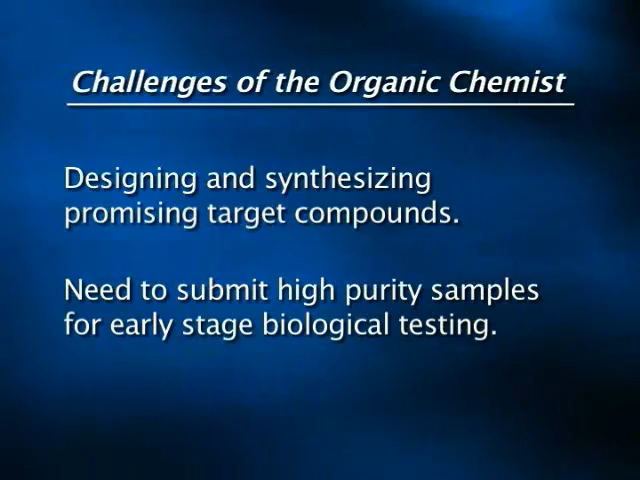 Challenges of the Organic Chemist
Designing and synthesizing
promising target compounds.
Need to submit high purity samples
for early stage biological testing.